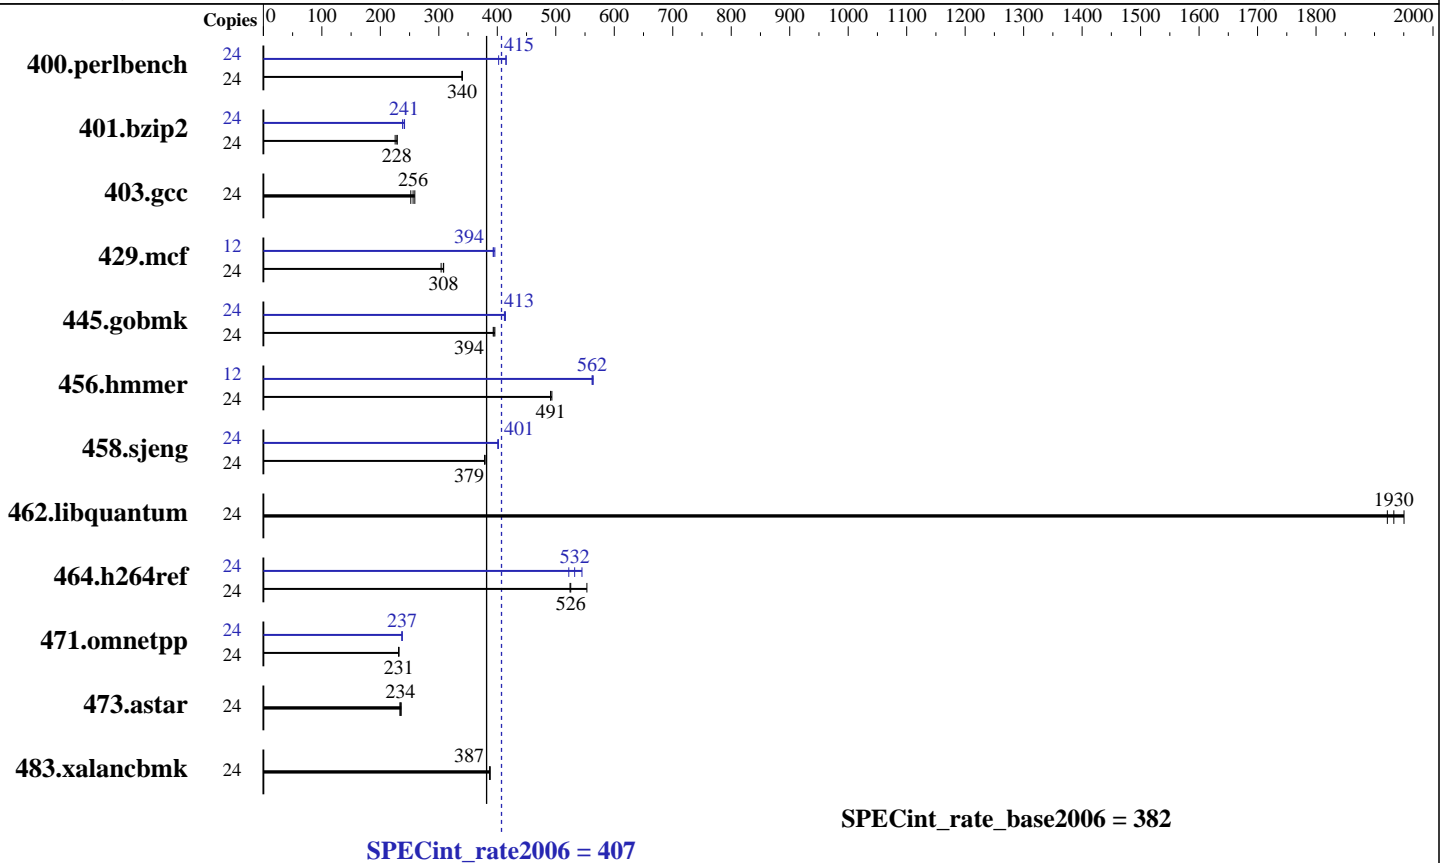 Copies 0 100 200 300 400 500 600 700 800 900 1000 1100 1200 1300 1400 1500 1600 1700 1800 2000
400.perlbench 24 415
24 340
401.bzip2 24 241
24 228
403.gcc 24 256
429.mcf 12 394
24 308
445.gobmk 24 413
24 394
456.hmmer 12 562
24 491
458.sjeng 24 401
24 379
462.libquantum 24 1930
464.h264ref 24 532
24 526
471.omnetpp 24 237
24 231
473.astar 24 234
483.xalancbmk 24 387
SPECint_rate_base2006 = 382
SPECint_rate2006 = 407